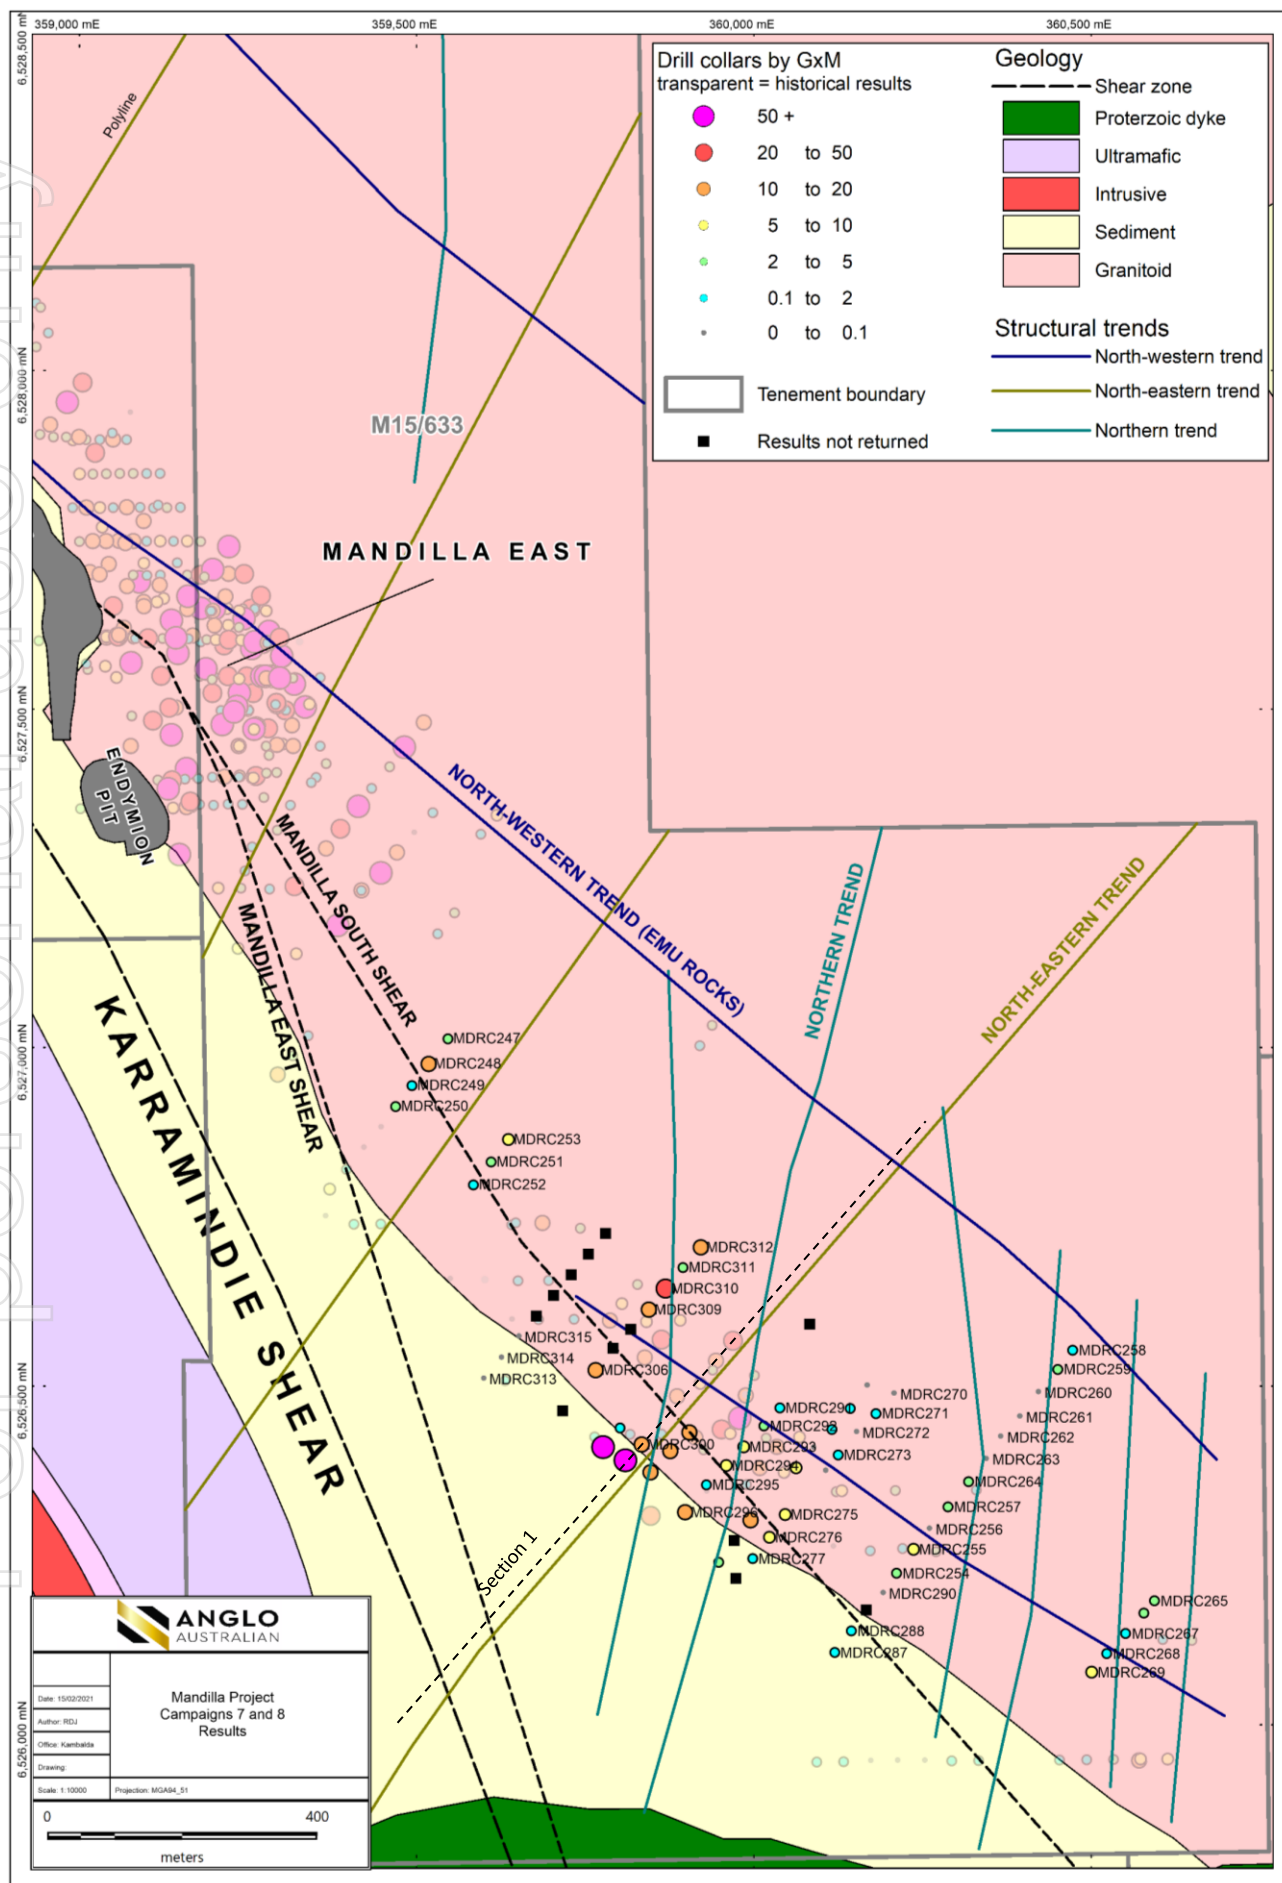 359,000 mE
359,500 mE
360,000 mE
360,500 mE
6,528,500 mN
6,528,000 mN
6,527,500 mN
6,527,000 mN
6,526,500 mN
6,526,000 mN
Drill collars by GxM
transparent = historical results
50 +
20 to 50
10 to 20
5 to 10
2 to 5
0.1 to 2
0 to 0.1
Tenement boundary
Results not returned
Geology
Shear zone
Proterzoic dyke
Ultramafic
Intrusive
Sediment
Granitoid
Structural trends
North-western trend
North-eastern trend
Northern trend
Polyline
M15/633
MANDILLA EAST
ENDYMION
PIT
NORTH-WESTERN TREND (EMU ROCKS)
MANDILLA SOUTH SHEAR
MANDILLA EAST SHEAR
KARRAMINDIE SHEAR
NORTHERN TREND
NORTH-EASTERN TREND
MDRC247
MDRC248
MDRC249
MDRC250
MDRC253
MDRC251
MDRC252
MDRC312
MDRC311
MDRC310
MDRC309
MDRC315
MDRC314
MDRC313
MDRC306
MDRC258
MDRC259
MDRC260
MDRC261
MDRC262
MDRC263
MDRC264
MDRC257
MDRC256
MDRC255
MDRC254
MDRC290
MDRC270
MDRC271
MDRC272
MDRC273
MDRC291
MDRC292
MDRC293
MDRC294
MDRC295
MDRC296
MDRC300
MDRC275
MDRC276
MDRC277
MDRC288
MDRC287
MDRC265
MDRC267
MDRC268
MDRC269
Section 1
ANGLO
AUSTRALIAN
Date: 15/02/2021
Author: RDJ
Office: Kambalda
Drawing:
Scale: 1:10000
Projection: MGA94_51
Mandilla Project
Campaigns 7 and 8
Results
0 400
meters